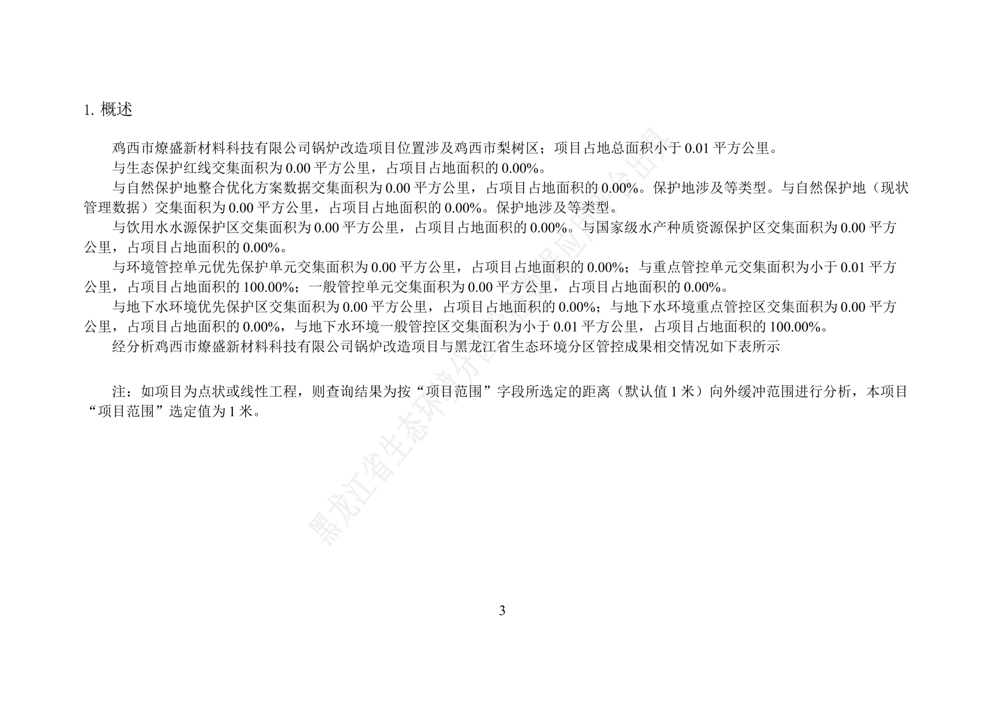 1. 概述
鸡西市燎盛新材料科技有限公司锅炉改造项目位置涉及鸡西市梨树区；项目占地总面积小于 0.01 平方公里。
与生态保护红线交集面积为 0.00 平方公里，占项目占地面积的 0.00%。
与自然保护地整合优化方案数据交集面积为 0.00 平方公里，占项目占地面积的 0.00%。保护地涉及等类型。与自然保护地（现状
管理数据）交集面积为 0.00 平方公里，占项目占地面积的 0.00%。保护地涉及等类型。
与饮用水水源保护区交集面积为 0.00 平方公里，占项目占地面积的 0.00%。与国家级水产种质资源保护区交集面积为 0.00 平方
公里，占项目占地面积的 0.00%。
与环境管控单元优先保护单元交集面积为 0.00 平方公里，占项目占地面积的 0.00%；与重点管控单元交集面积为小于 0.01 平方
公里，占项目占地面积的 100.00%；一般管控单元交集面积为 0.00 平方公里，占项目占地面积的 0.00%。
与地下水环境优先保护区交集面积为 0.00 平方公里，占项目占地面积的 0.00%；与地下水环境重点管控区交集面积为 0.00 平方
公里，占项目占地面积的 0.00%，与地下水环境一般管控区交集面积为小于 0.01 平方公里，占项目占地面积的 100.00%。
经分析鸡西市燎盛新材料科技有限公司锅炉改造项目与黑龙江省生态环境分区管控成果相交情况如下表所示
注：如项目为点状或线性工程，则查询结果为按“项目范围”字段所选定的距离（默认值 1 米）向外缓冲范围进行分析，本项目
“项目范围”选定值为 1 米。
黑龙江省生态环境分区管控数据应用平台出具
3